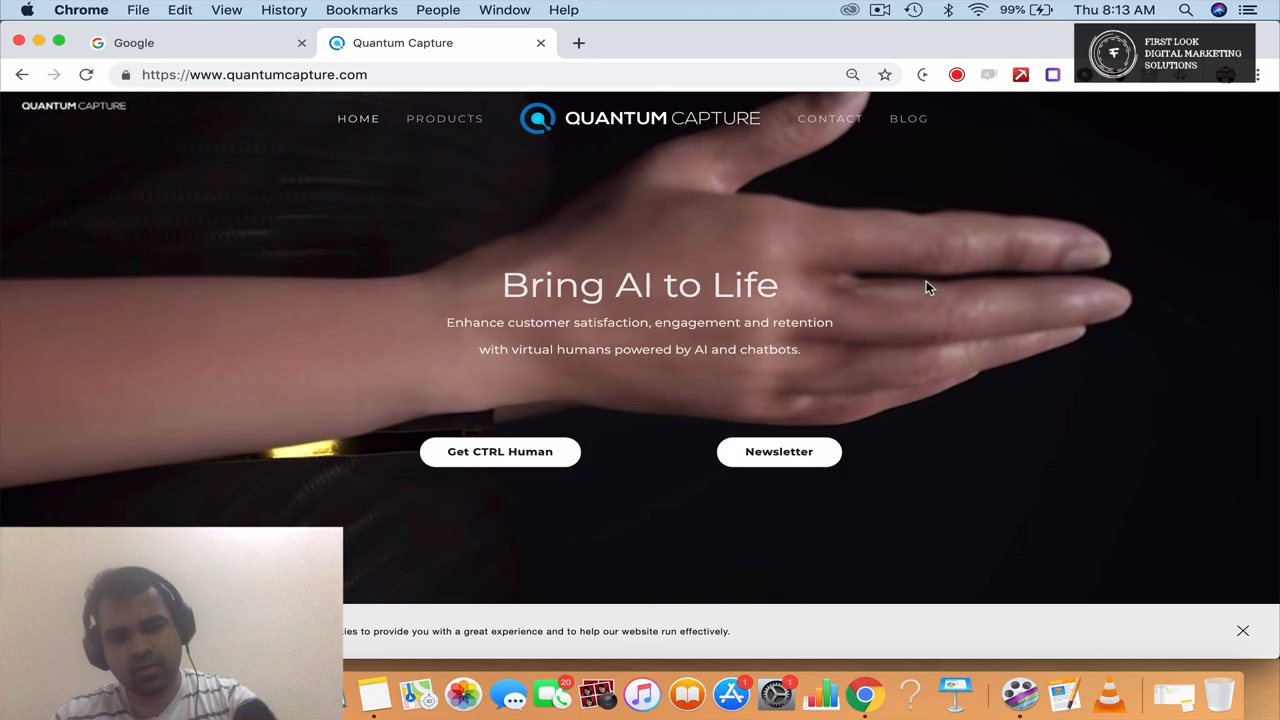 Chrome File Edit View History Bookmarks People Window Help 99% Thu 8:13 AM
Google Quantum Capture
https://www.quantumcapture.com
FIRST LOOK
DIGITAL MARKETING
SOLUTIONS
QUANTUM CAPTURE
HOME PRODUCTS QUANTUM CAPTURE CONTACT BLOG
Bring AI to Life
Enhance customer satisfaction, engagement and retention
with virtual humans powered by AI and chatbots.
Get CTRL Human Newsletter
to provide you with a great experience and to help our website run effectively.
20 1 1